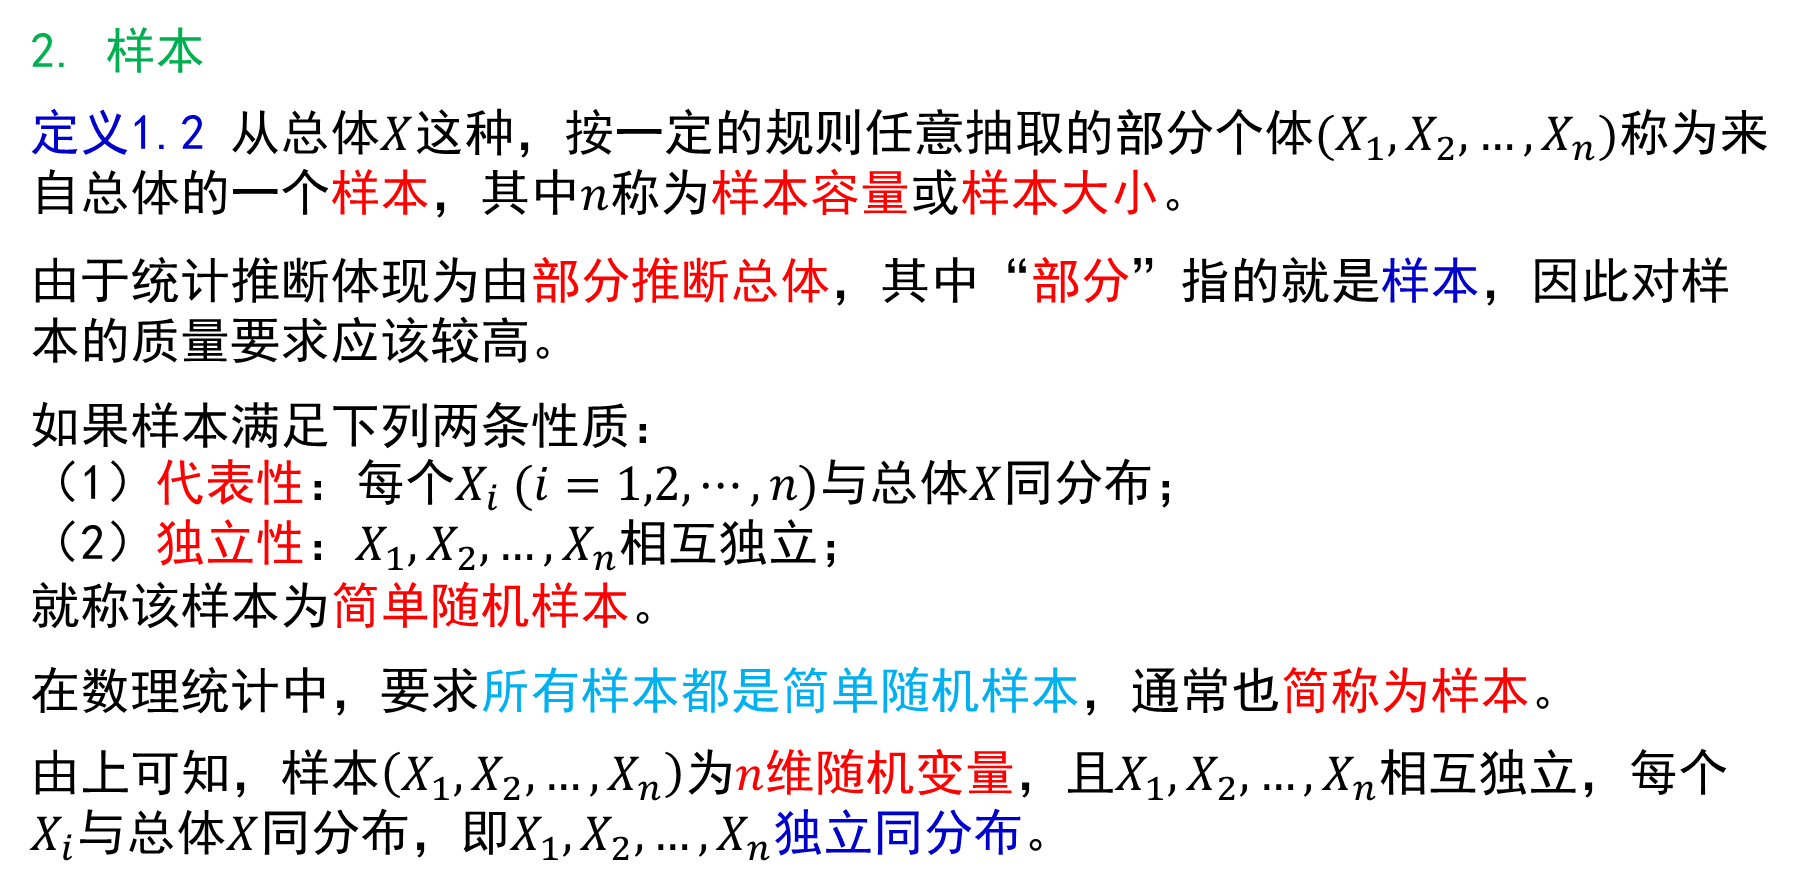 2. 样本
定义1.2 从总体X这种，按一定的规则任意抽取的部分个体(X₁, X₂, … , Xₙ)称为来
自总体的一个样本，其中n称为样本容量或样本大小。
由于统计推断体现为由部分推断总体，其中“部分”指的就是样本，因此对样
本的质量要求应该较高。
如果样本满足下列两条性质：
（1）代表性：每个Xᵢ (i = 1,2, ⋯ , n)与总体X同分布；
（2）独立性：X₁, X₂, … , Xₙ相互独立；
就称该样本为简单随机样本。
在数理统计中，要求所有样本都是简单随机样本，通常也简称为样本。
由上可知，样本(X₁, X₂, … , Xₙ)为n维随机变量，且X₁, X₂, … , Xₙ相互独立，每个
Xᵢ与总体X同分布，即X₁, X₂, … , Xₙ独立同分布。